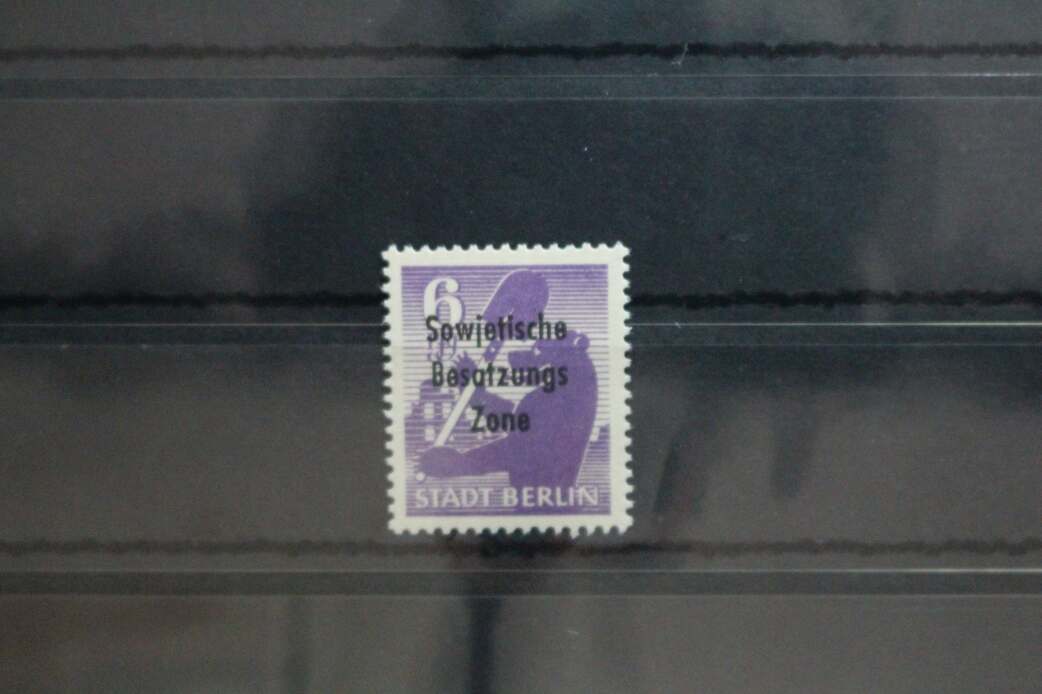 6
Sowjetische
Besatzungs
Zone
STADT BERLIN